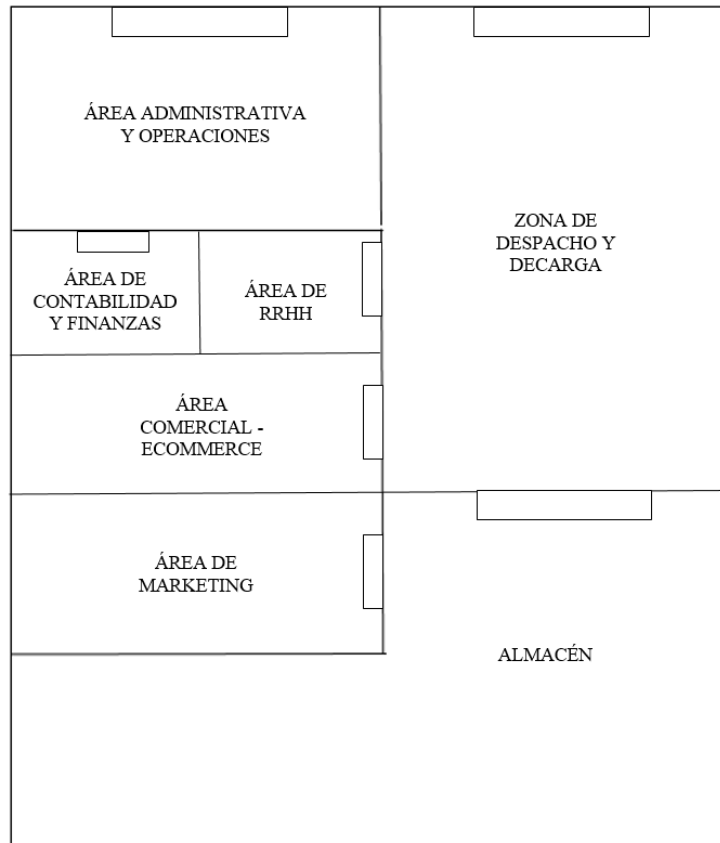 ÁREA ADMINISTRATIVA
Y OPERACIONES
ZONA DE
DESPACHO Y
DECARGA
ÁREA DE
CONTABILIDAD
Y FINANZAS
ÁREA DE
RRHH
ÁREA
COMERCIAL -
ECOMMERCE
ÁREA DE
MARKETING
ALMACÉN